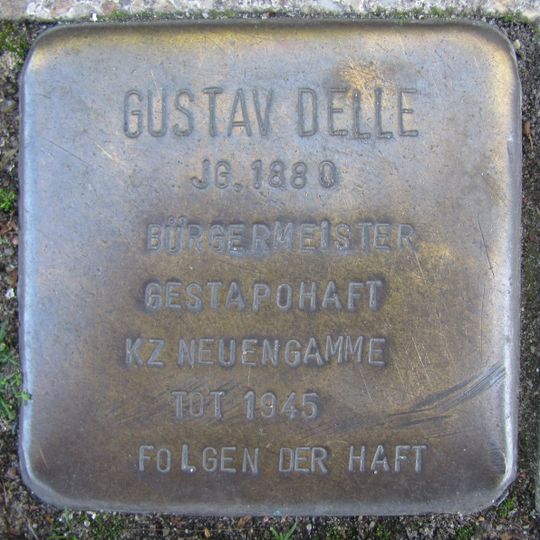 GUSTAV DELLE
JG. 1880
BÜRGERMEISTER
GESTAPOHAFT
KZ NEUENGAMME
TOT 1945
FOLGEN DER HAFT